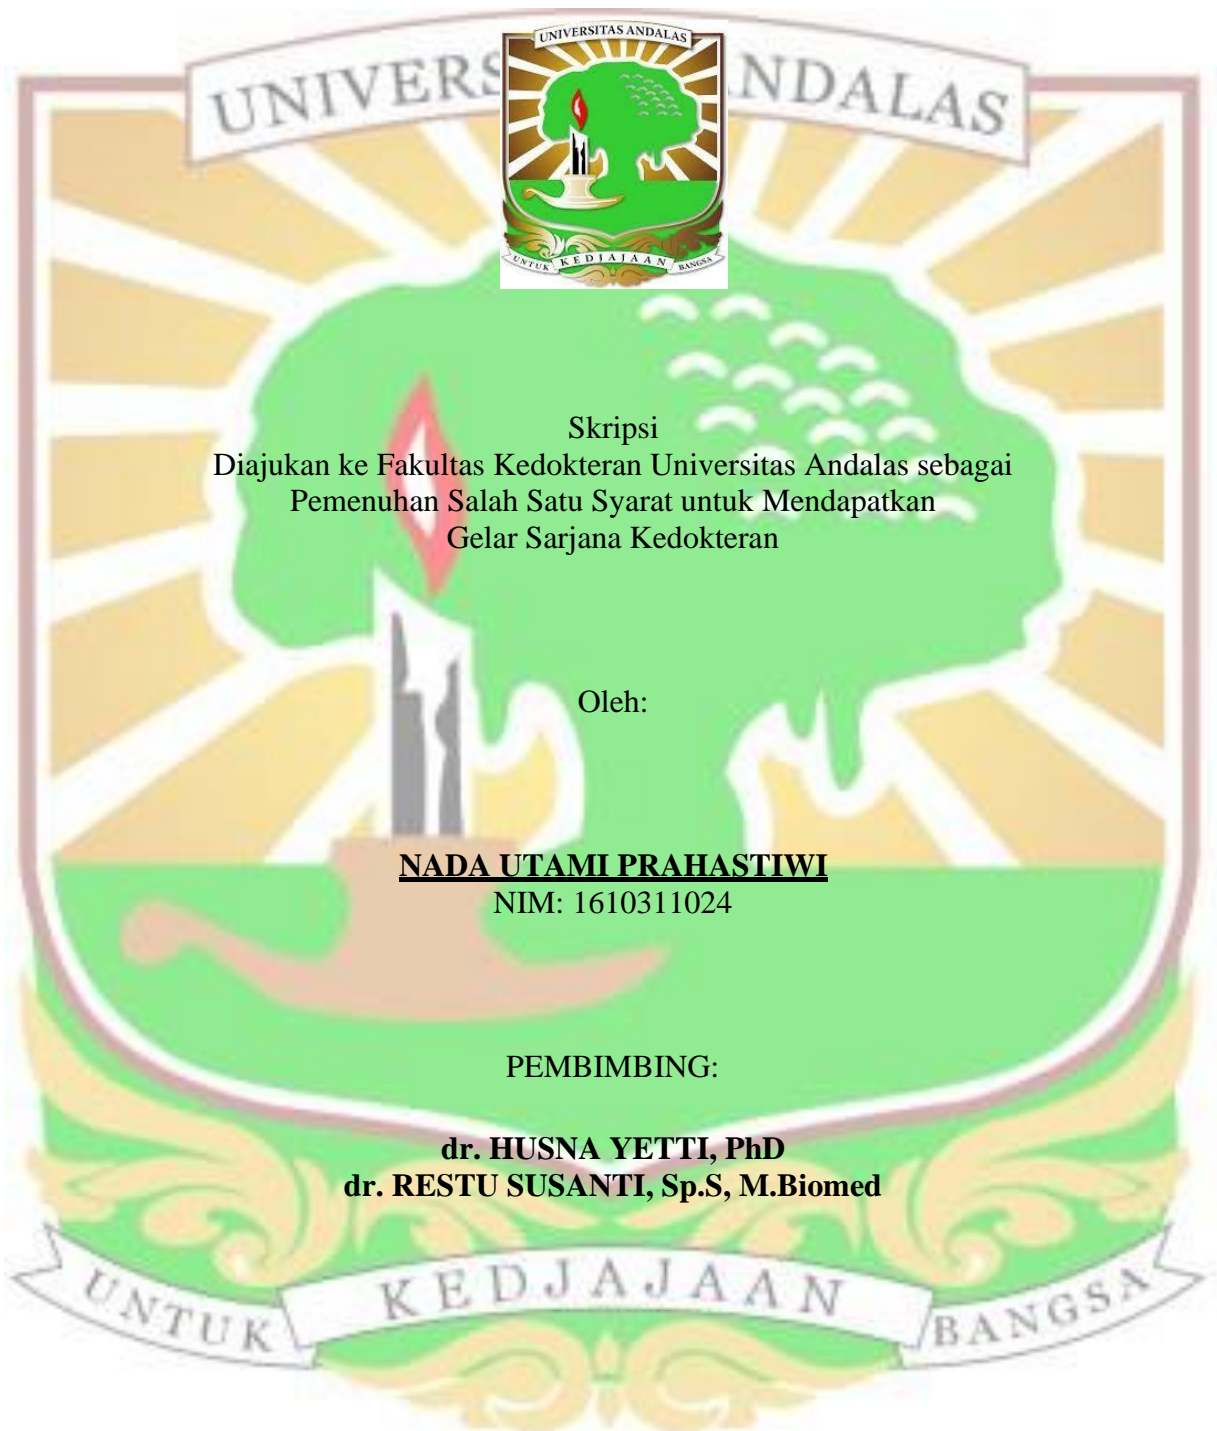 UNIVERSITAS ANDALAS
UNIVERS NDALAS
UNTUK KEDJAJAAN BANGSA
Skripsi
Diajukan ke Fakultas Kedokteran Universitas Andalas sebagai
Pemenuhan Salah Satu Syarat untuk Mendapatkan
Gelar Sarjana Kedokteran
Oleh:
NADA UTAMI PRAHASTIWI
NIM: 1610311024
PEMBIMBING:
dr. HUSNA YETTI, PhD
dr. RESTU SUSANTI, Sp.S, M.Biomed
UNTUK KEDJAJAAN BANGSA